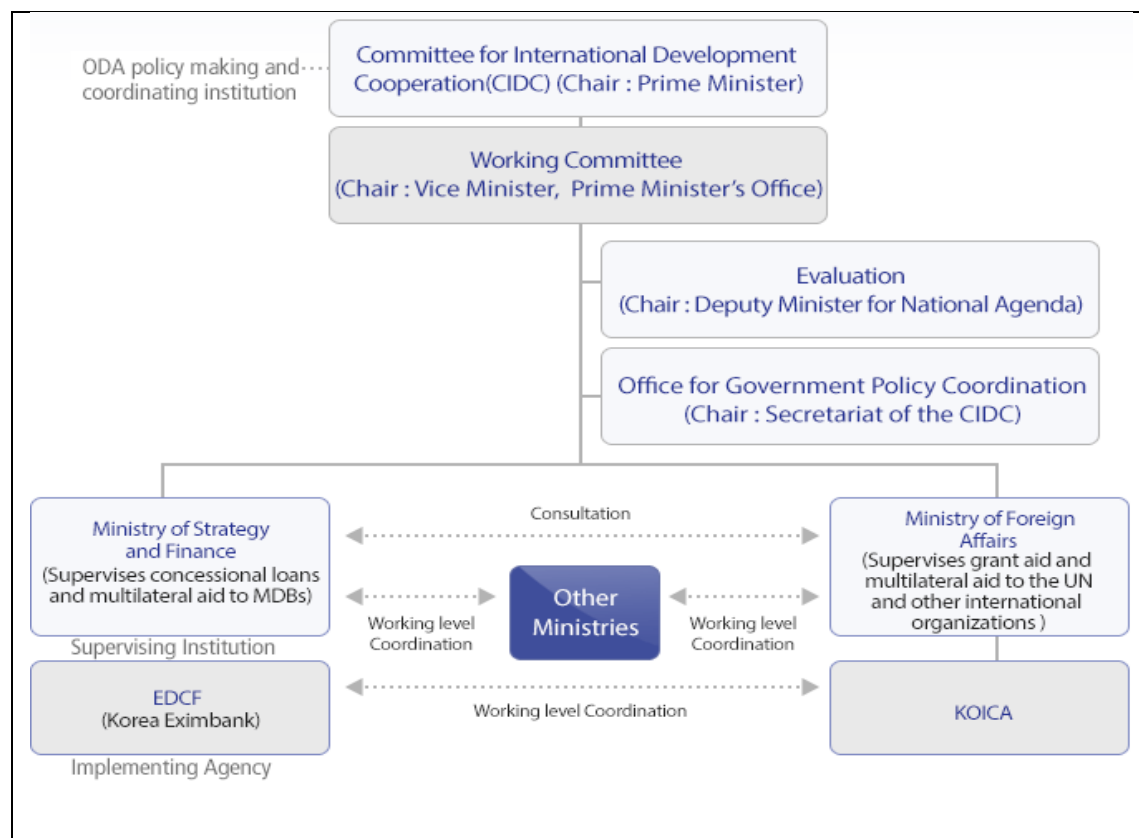 Committee for International Development
Cooperation(CIDC) (Chair : Prime Minister)
ODA policy making and
coordinating institution
Working Committee
(Chair : Vice Minister, Prime Minister's Office)
Evaluation
(Chair : Deputy Minister for National Agenda)
Office for Government Policy Coordination
(Chair : Secretariat of the CIDC)
Ministry of Strategy
and Finance
(Supervises concessional loans
and multilateral aid to MDBs)
Supervising Institution
Consultation
Working level
Coordination
Other
Ministries
Working level
Coordination
Ministry of Foreign
Affairs
(Supervises grant aid and
multilateral aid to the UN
and other international
organizations )
EDCF
(Korea Eximbank)
Implementing Agency
Working level Coordination
KOICA